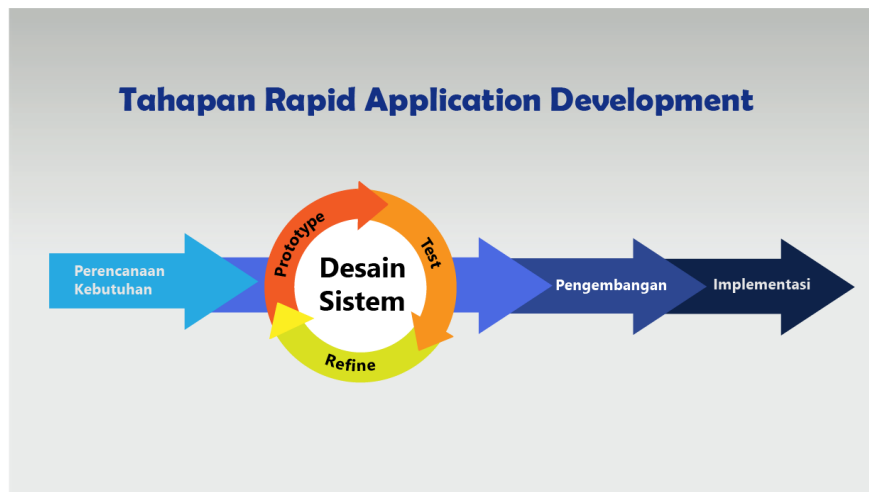 Tahapan Rapid Application Development
Perencanaan
Kebutuhan
Prototype
Test
Refine
Desain
Sistem
Pengembangan
Implementasi